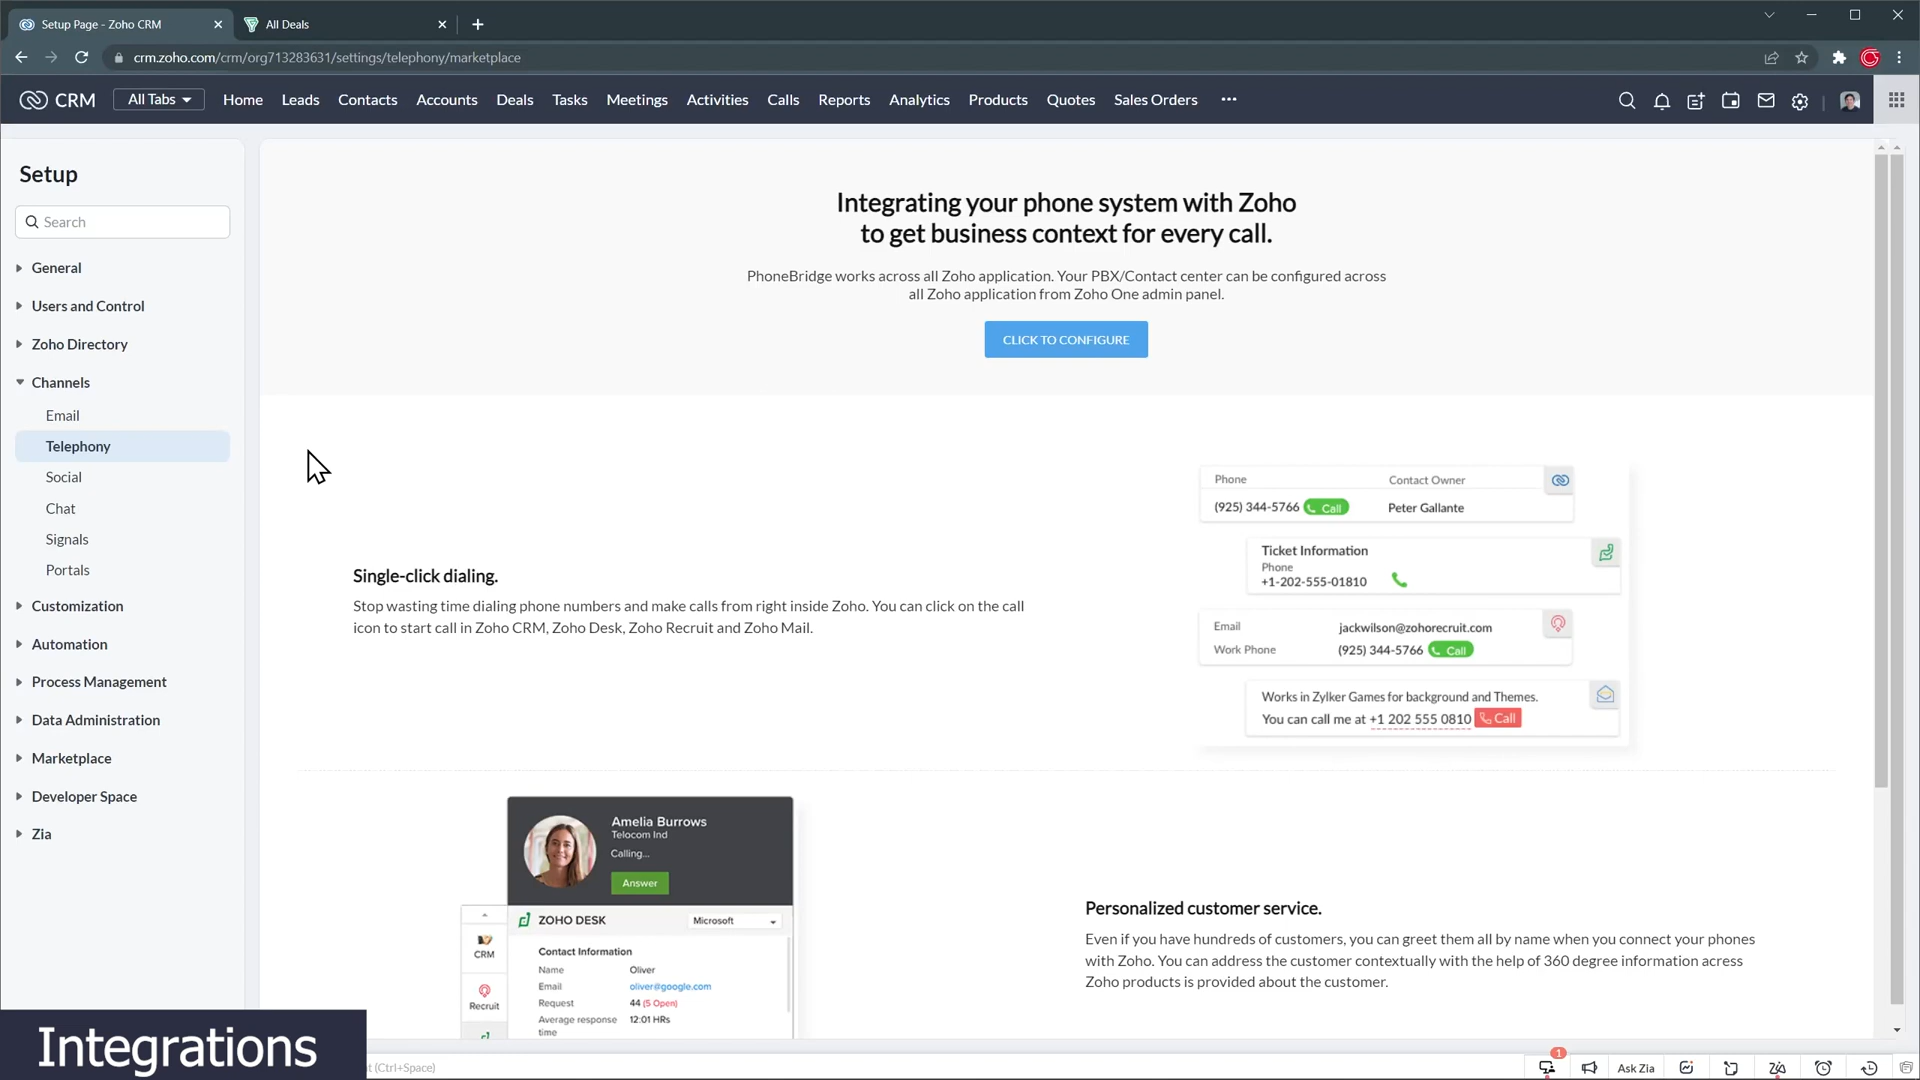 Setup Page - Zoho CRM
All Deals
crm.zoho.com/crm/org713283631/settings/telephony/marketplace
CRM
All Tabs
Home
Leads
Contacts
Accounts
Deals
Tasks
Meetings
Activities
Calls
Reports
Analytics
Products
Quotes
Sales Orders
Setup
Search
General
Users and Control
Zoho Directory
Channels
Email
Telephony
Social
Chat
Signals
Portals
Customization
Automation
Process Management
Data Administration
Marketplace
Developer Space
Zia
Integrating your phone system with Zoho
to get business context for every call.
PhoneBridge works across all Zoho application. Your PBX/Contact center can be configured across
all Zoho application from Zoho One admin panel.
CLICK TO CONFIGURE
Single-click dialing.
Stop wasting time dialing phone numbers and make calls from right inside Zoho. You can click on the call
icon to start call in Zoho CRM, Zoho Desk, Zoho Recruit and Zoho Mail.
Phone
Contact Owner
(925) 344-5766
Call
Peter Gallante
Ticket Information
Phone
+1-202-555-01810
Email
jackwilson@zohorecruit.com
Work Phone
(925) 344-5766
Call
Works in Zylker Games for background and Themes.
You can call me at +1 202 555 0810
Call
Amelia Burrows
Telocom Ind
Calling...
Answer
ZOHO DESK
Microsoft
CRM
Recruit
Contact Information
Name
Oliver
Email
oliver@google.com
Request
44 (5 Open)
Average response
time
12:01 HRs
Personalized customer service.
Even if you have hundreds of customers, you can greet them all by name when you connect your phones
with Zoho. You can address the customer contextually with the help of 360 degree information across
Zoho products is provided about the customer.
Integrations
t (Ctrl+Space)
1
Ask Zia